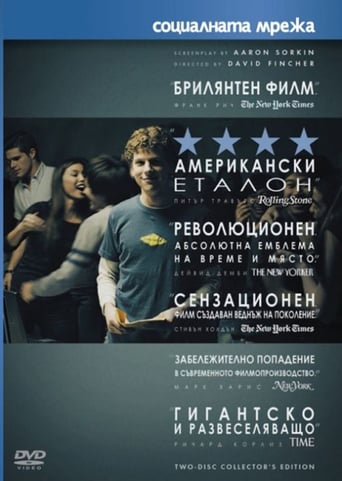 социалната мрежа
SCREENPLAY BY AARON SORKIN
DIRECTED BY DAVID FINCHER
"БРИЛЯНТЕН ФИЛМ."
ФРАНК РИЧ The New York Times
"★★★★
АМЕРИКАНСКИ
ЕТАЛОН"
ПИТЪР ТРАВЪРС RollingStone
"РЕВОЛЮЦИОНЕН
АБСОЛЮТНА ЕМБЛЕМА
НА ВРЕМЕ И МЯСТО."
ДЕЙВИД ДЕМБИ THE NEW YORKER
"СЕНЗАЦИОНЕН
ФИЛМ СЪЗДАВАН ВЕДНЪЖ НА ПОКОЛЕНИЕ."
СТИВЪН ХОЛДЪН The New York Times
"ЗАБЕЛЕЖИТЕЛНО ПОПАДЕНИЕ
В СЪВРЕМЕННОТО ФИЛМОПРОИЗВОДСТВО."
МАРК ХАРИС New York
"ГИГАНТСКО
И РАЗВЕСЕЛЯВАЩО"
РИЧАРД КОРЛИС TIME
DVD
VIDEO
TWO-DISC COLLECTOR'S EDITION